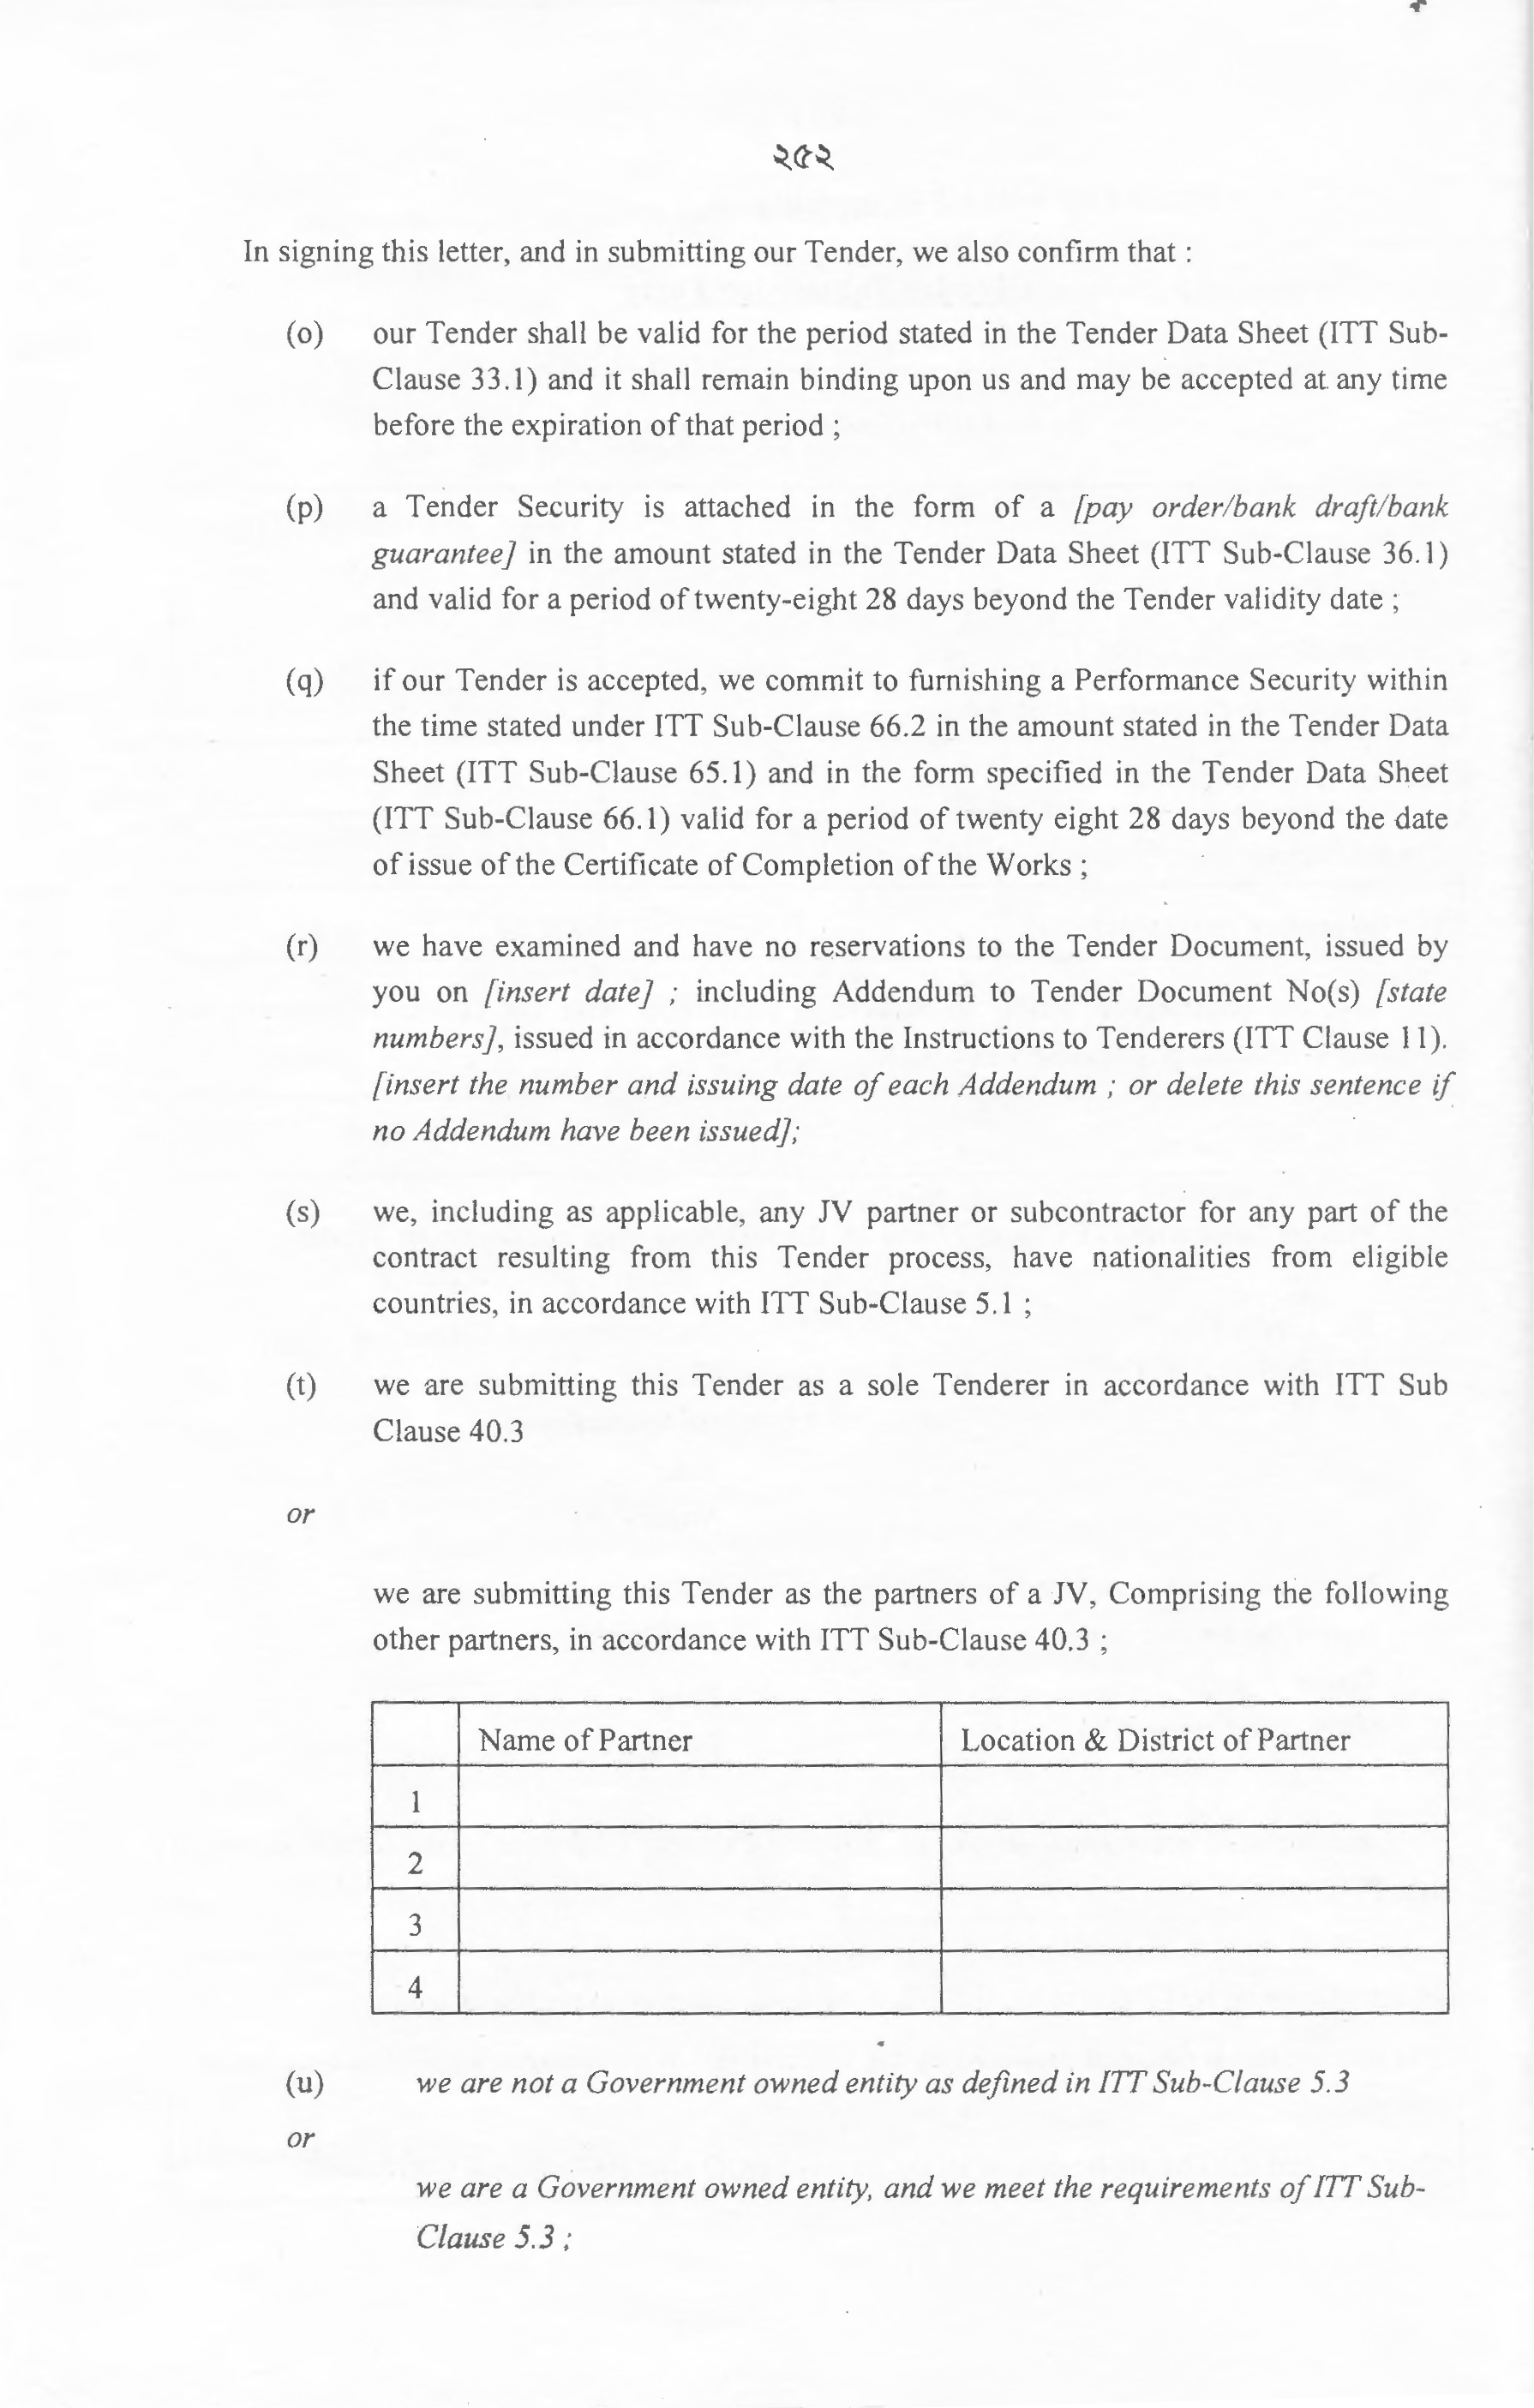 ২৫২
In signing this letter, and in submitting our Tender, we also confirm that :
(o) our Tender shall be valid for the period stated in the Tender Data Sheet (ITT Sub-
Clause 33.1) and it shall remain binding upon us and may be accepted at any time
before the expiration of that period ;
(p) a Tender Security is attached in the form of a [pay order/bank draft/bank
guarantee] in the amount stated in the Tender Data Sheet (ITT Sub-Clause 36.1)
and valid for a period of twenty-eight 28 days beyond the Tender validity date ;
(q) if our Tender is accepted, we commit to furnishing a Performance Security within
the time stated under ITT Sub-Clause 66.2 in the amount stated in the Tender Data
Sheet (ITT Sub-Clause 65.1) and in the form specified in the Tender Data Sheet
(ITT Sub-Clause 66.1) valid for a period of twenty eight 28 days beyond the date
of issue of the Certificate of Completion of the Works ;
(r) we have examined and have no reservations to the Tender Document, issued by
you on [insert date] ; including Addendum to Tender Document No(s) [state
numbers], issued in accordance with the Instructions to Tenderers (ITT Clause 11).
[insert the number and issuing date of each Addendum ; or delete this sentence if
no Addendum have been issued];
(s) we, including as applicable, any JV partner or subcontractor for any part of the
contract resulting from this Tender process, have nationalities from eligible
countries, in accordance with ITT Sub-Clause 5.1 ;
(t) we are submitting this Tender as a sole Tenderer in accordance with ITT Sub
Clause 40.3
or
we are submitting this Tender as the partners of a JV, Comprising the following
other partners, in accordance with ITT Sub-Clause 40.3 ;
Name of Partner Location & District of Partner
1
2
3
4
(u) we are not a Government owned entity as defined in ITT Sub-Clause 5.3
or
we are a Government owned entity, and we meet the requirements of ITT Sub-
Clause 5.3 ;